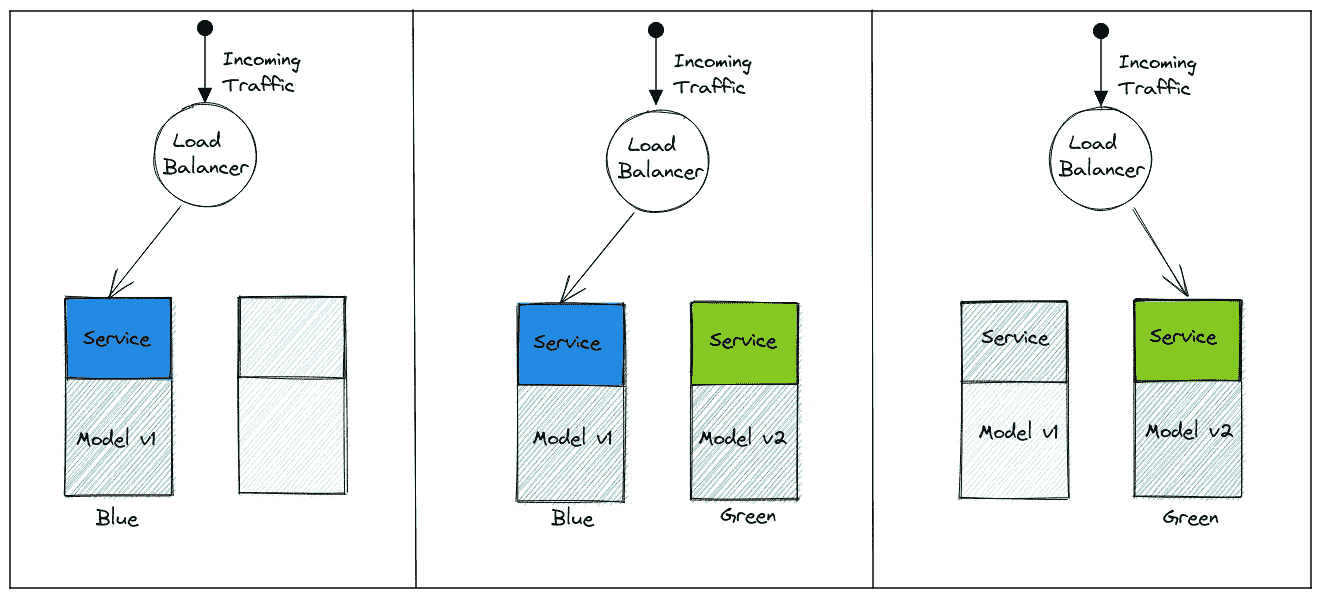 Incoming
Traffic
Load
Balancer
Service
Model v1
Blue
Incoming
Traffic
Load
Balancer
Service
Service
Model v1
Model v2
Blue
Green
Incoming
Traffic
Load
Balancer
Service
Service
Model v1
Model v2
Green